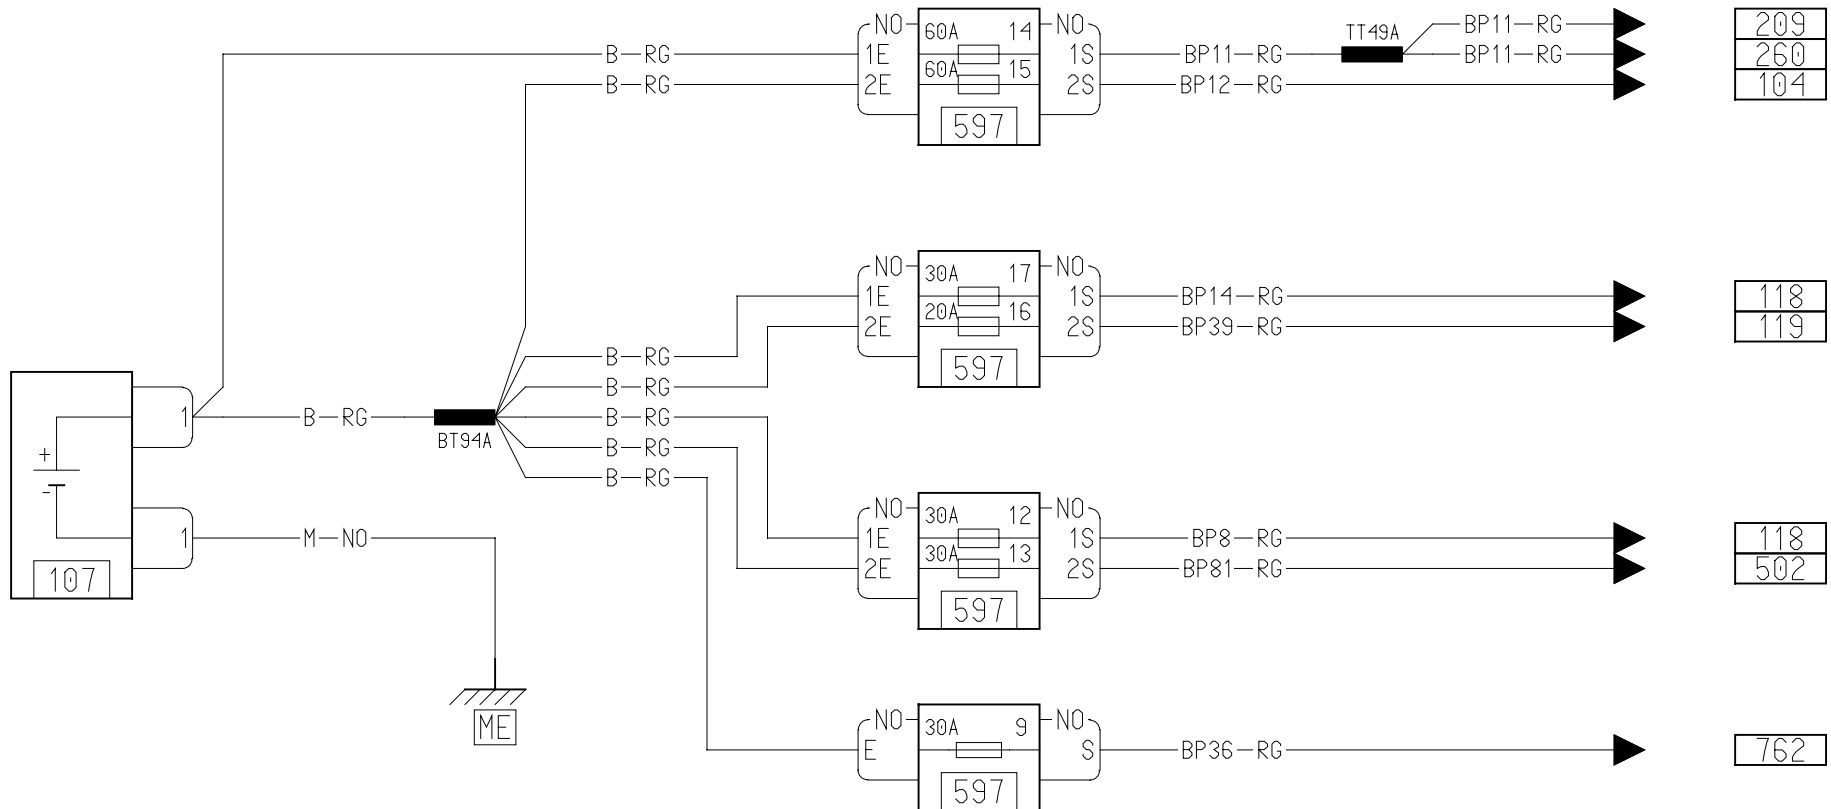 NO 60A 14 NO TT49A BP11 RG 209
B RG 1E 1S BP11 RG BP11 RG 260
60A 15
B RG 2E 2S BP12 RG 104
597
NO 30A 17 NO
1E 1S BP14 RG 118
20A 16
2E 2S BP39 RG 119
B RG
597
B RG
1 B RG B RG
BT94A
B RG
+
B RG
-
NO 30A 12 NO
1 M NO 1E 1S BP8 RG 118
30A 13
2E 2S BP81 RG 502
107
597
ME
NO 30A 9 NO
E S BP36 RG 762
597